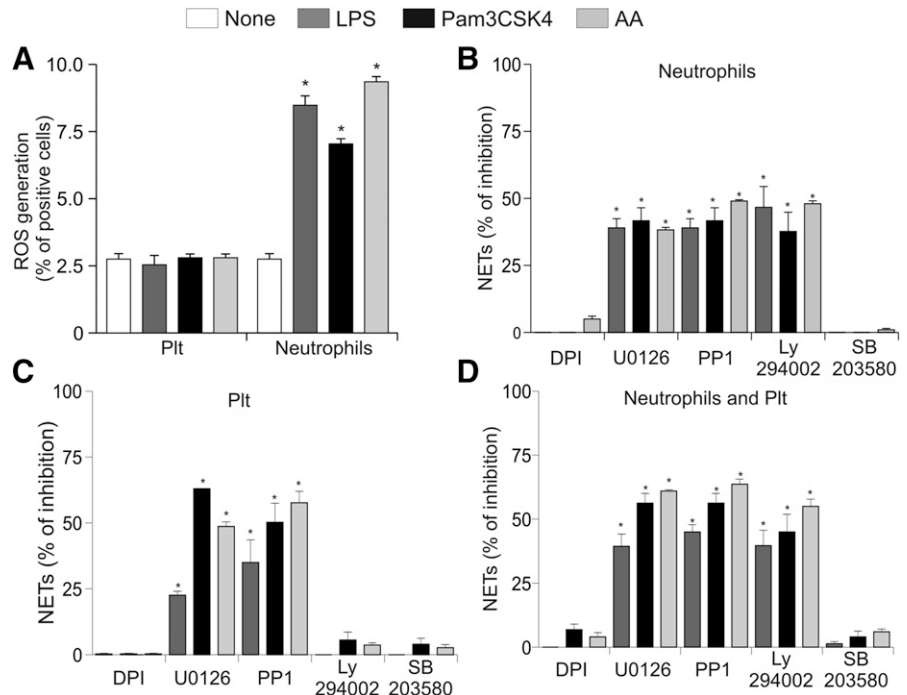 None LPS Pam3CSK4 AA
A
ROS generation
(% of positive cells)
10.0
7.5
5.0
2.5
0
* * *
Plt Neutrophils
B
Neutrophils
NETs (% of inhibition)
100
75
50
25
0
* * * * * * * * *
DPI U0126 PP1 Ly 294002 SB 203580
C
Plt
NETs (% of inhibition)
100
75
50
25
0
* * * * * *
DPI U0126 PP1 Ly 294002 SB 203580
D
Neutrophils and Plt
NETs (% of inhibition)
100
75
50
25
0
* * * * * * * * *
DPI U0126 PP1 Ly 294002 SB 203580